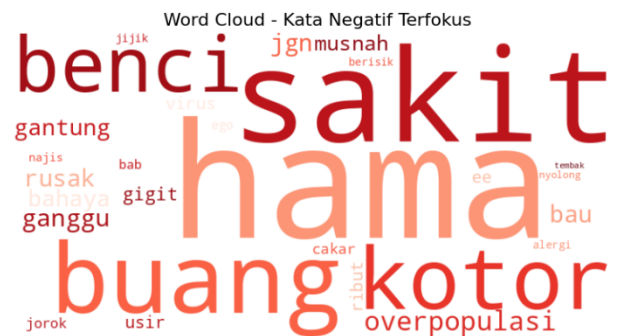 Word Cloud - Kata Negatif Terfokus
jijik
jgn
musnah
benci
sakit
berisik
virus
gantung
ego
hama
najis
bab
tembak
rusak
ee
nyolong
bahaya
gigit
ganggu
bau
buang
cakar
alergi
kotor
ribut
jorok
usir
overpopulasi